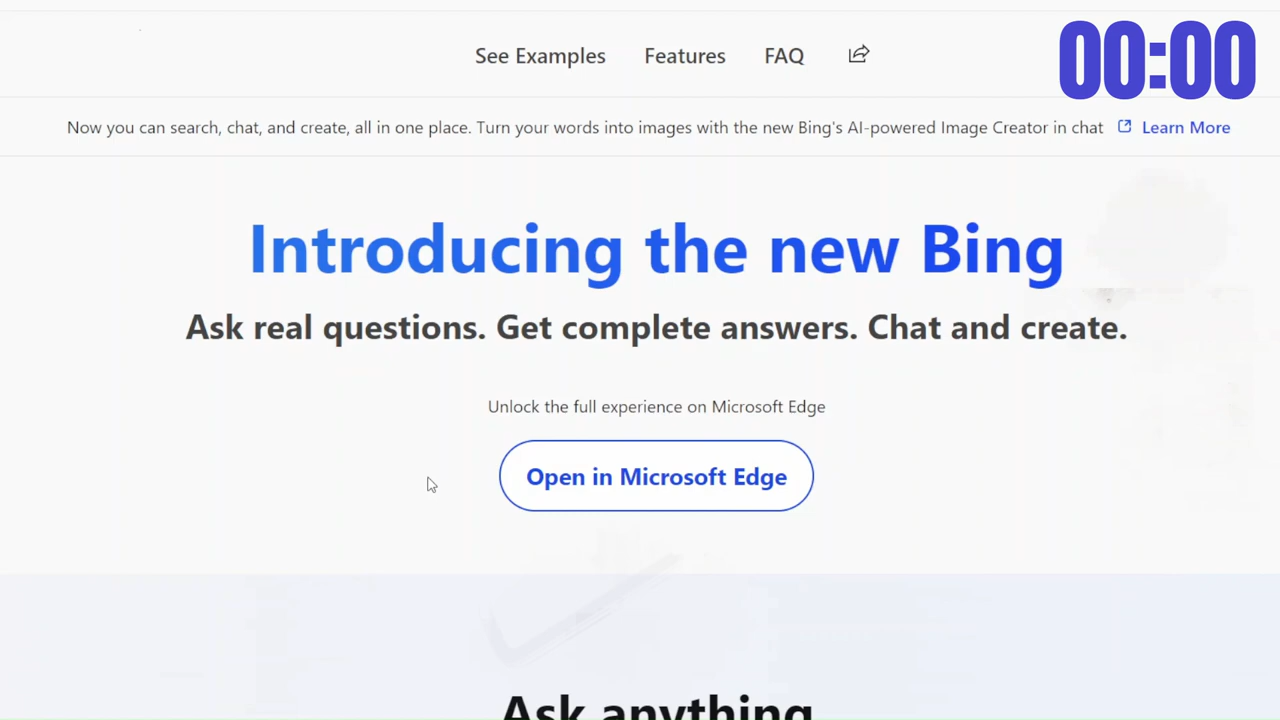 See Examples Features FAQ
00:00
Now you can search, chat, and create, all in one place. Turn your words into images with the new Bing's AI-powered Image Creator in chat Learn More
Introducing the new Bing
Ask real questions. Get complete answers. Chat and create.
Unlock the full experience on Microsoft Edge
Open in Microsoft Edge
Ask anything